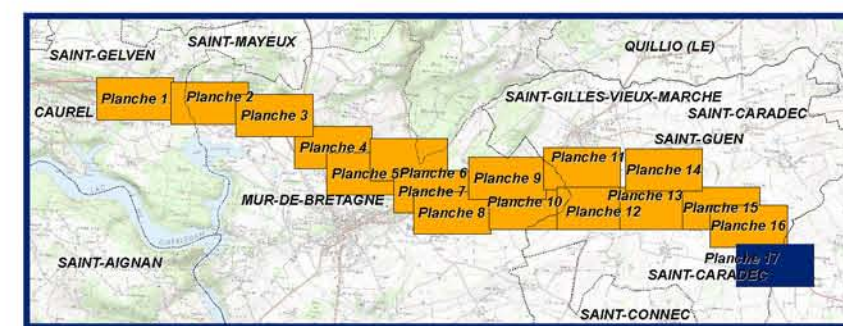 SAINT-MAYEUX
QUILLIO (LE)
SAINT-GELVEN
Planche 1
Planche 2
SAINT-GILLES-VIEUX-MARCHE
CAUREL
Planche 3
SAINT-CARADEC
SAINT-GUEN
Planche 4
Planche 11
Planche 14
Planche 5
Planche 6
Planche 9
Planche 7
MUR-DE-BRETAGNE
Planche 10
Planche 13
Planche 8
Planche 12
Planche 15
Planche 16
SAINT-AIGNAN
Planche 17
SAINT-CARADEC
SAINT-CONNEC